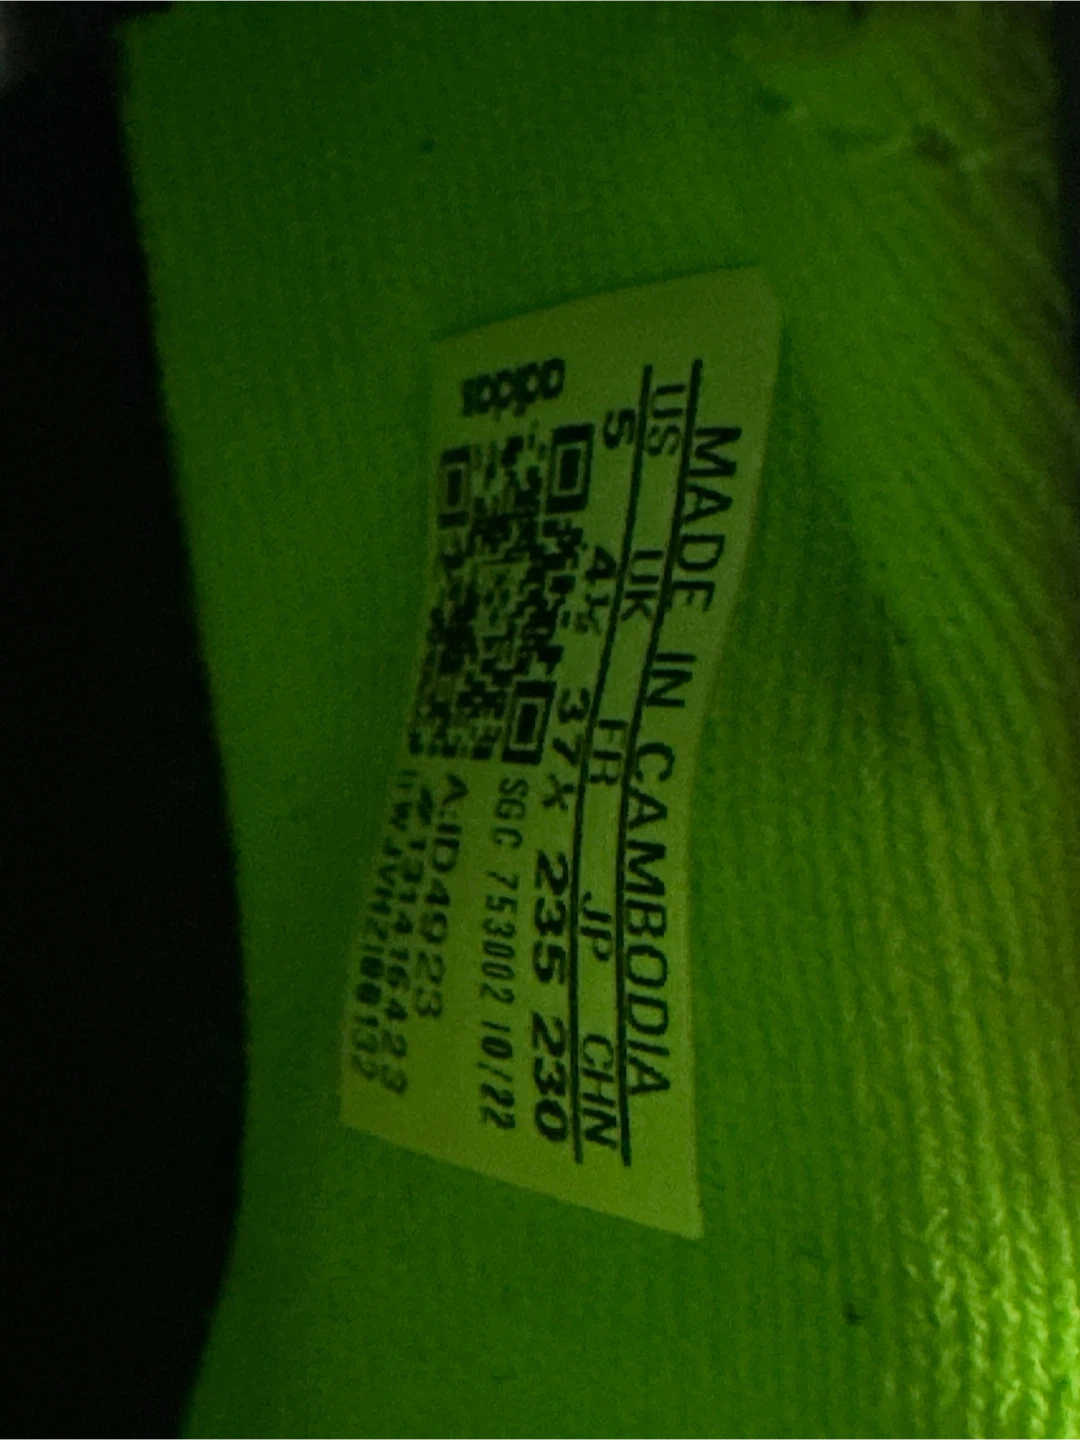 MADE IN CAMBODIA
US UK FR JP CHN
5 4½ 37⅓ 235 230
SGC 753002 10/22
ID4923